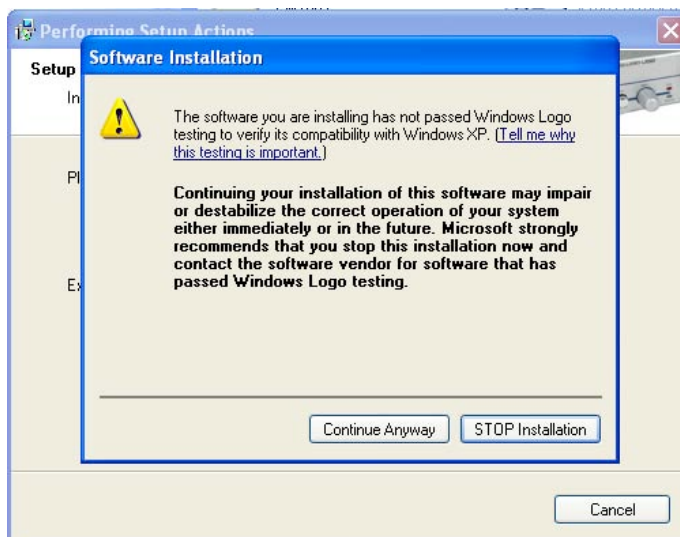 Performing Setup Actions
Software Installation
Setup
In
The software you are installing has not passed Windows Logo
testing to verify its compatibility with Windows XP. (Tell me why
this testing is important.)
Pl
Continuing your installation of this software may impair
or destabilize the correct operation of your system
either immediately or in the future. Microsoft strongly
recommends that you stop this installation now and
contact the software vendor for software that has
passed Windows Logo testing.
Ex
Continue Anyway STOP Installation
Cancel